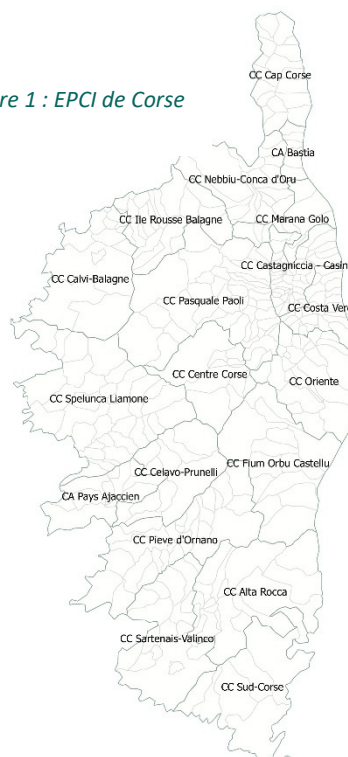 re 1 : EPCI de Corse
CC Cap Corse
CA Bastia
CC Nebbiu-Conca d'Oru
CC Ile Rousse Balagne
CC Marana Golo
CC Castagniccia - Casin
CC Calvi-Balagne
CC Pasquale Paoli
CC Costa Ver
CC Centre Corse
CC Oriente
CC Spelunca Liamone
CC Fium Orbu Castellu
CC Celavo-Prunelli
CA Pays Ajaccien
CC Pieve d'Ornano
CC Alta Rocca
CC Sartenais-Valinco
CC Sud-Corse